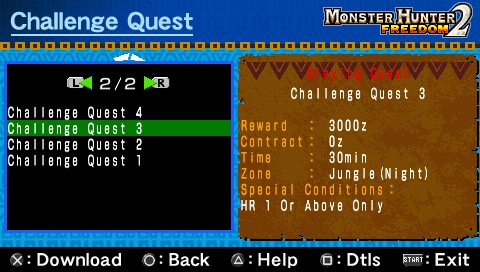 Challenge Quest
MONSTER HUNTER
FREEDOM 2
L 2/2 R
Challenge Quest 4
Challenge Quest 3
Challenge Quest 2
Challenge Quest 1
Quest
Challenge Quest 3
Reward : 3000z
Contract: 0z
Time : 30min
Zone : Jungle(Night)
Special Conditions:
HR 1 Or Above Only
X:Download O:Back △:Help □:Dtls START:Exit